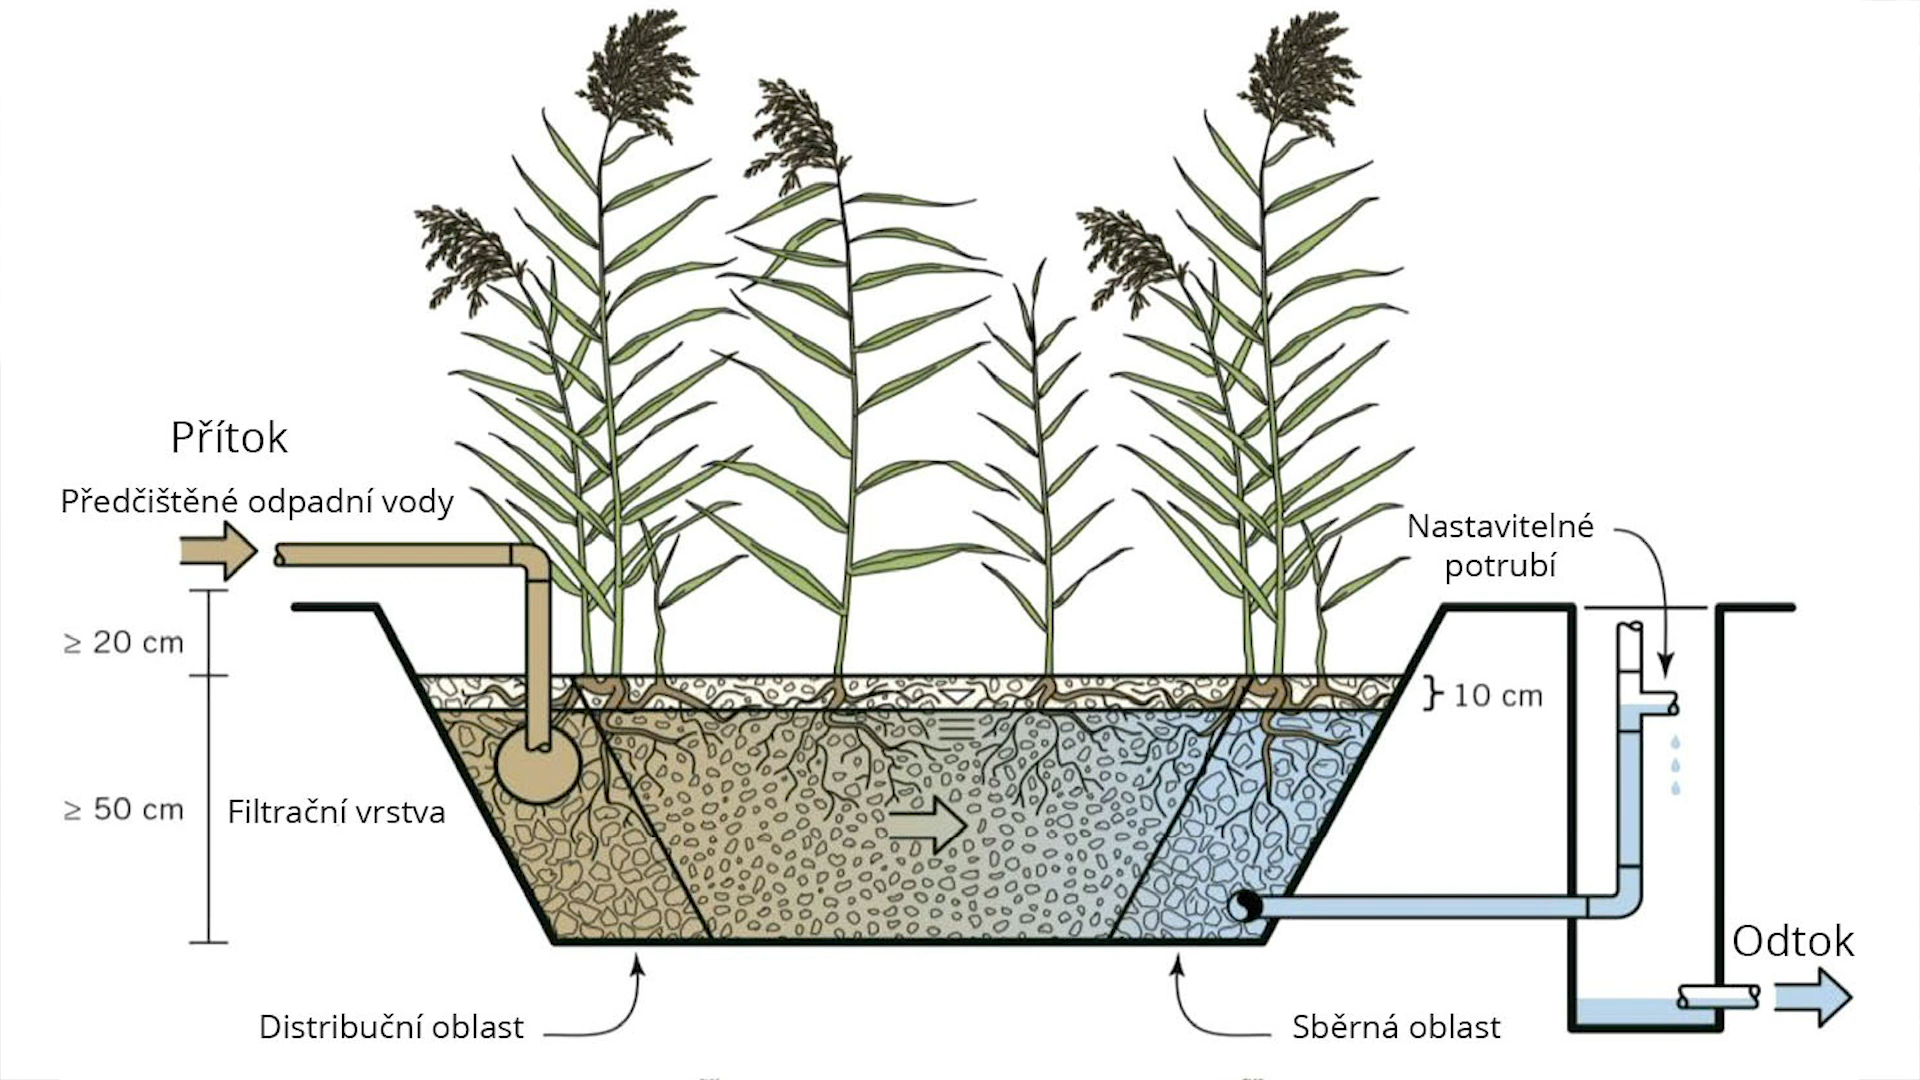 Přítok
Předčištěné odpadní vody
Nastavitelné
potrubí
≥ 20 cm
} 10 cm
≥ 50 cm
Filtrační vrstva
Odtok
Distribuční oblast
Sběrná oblast